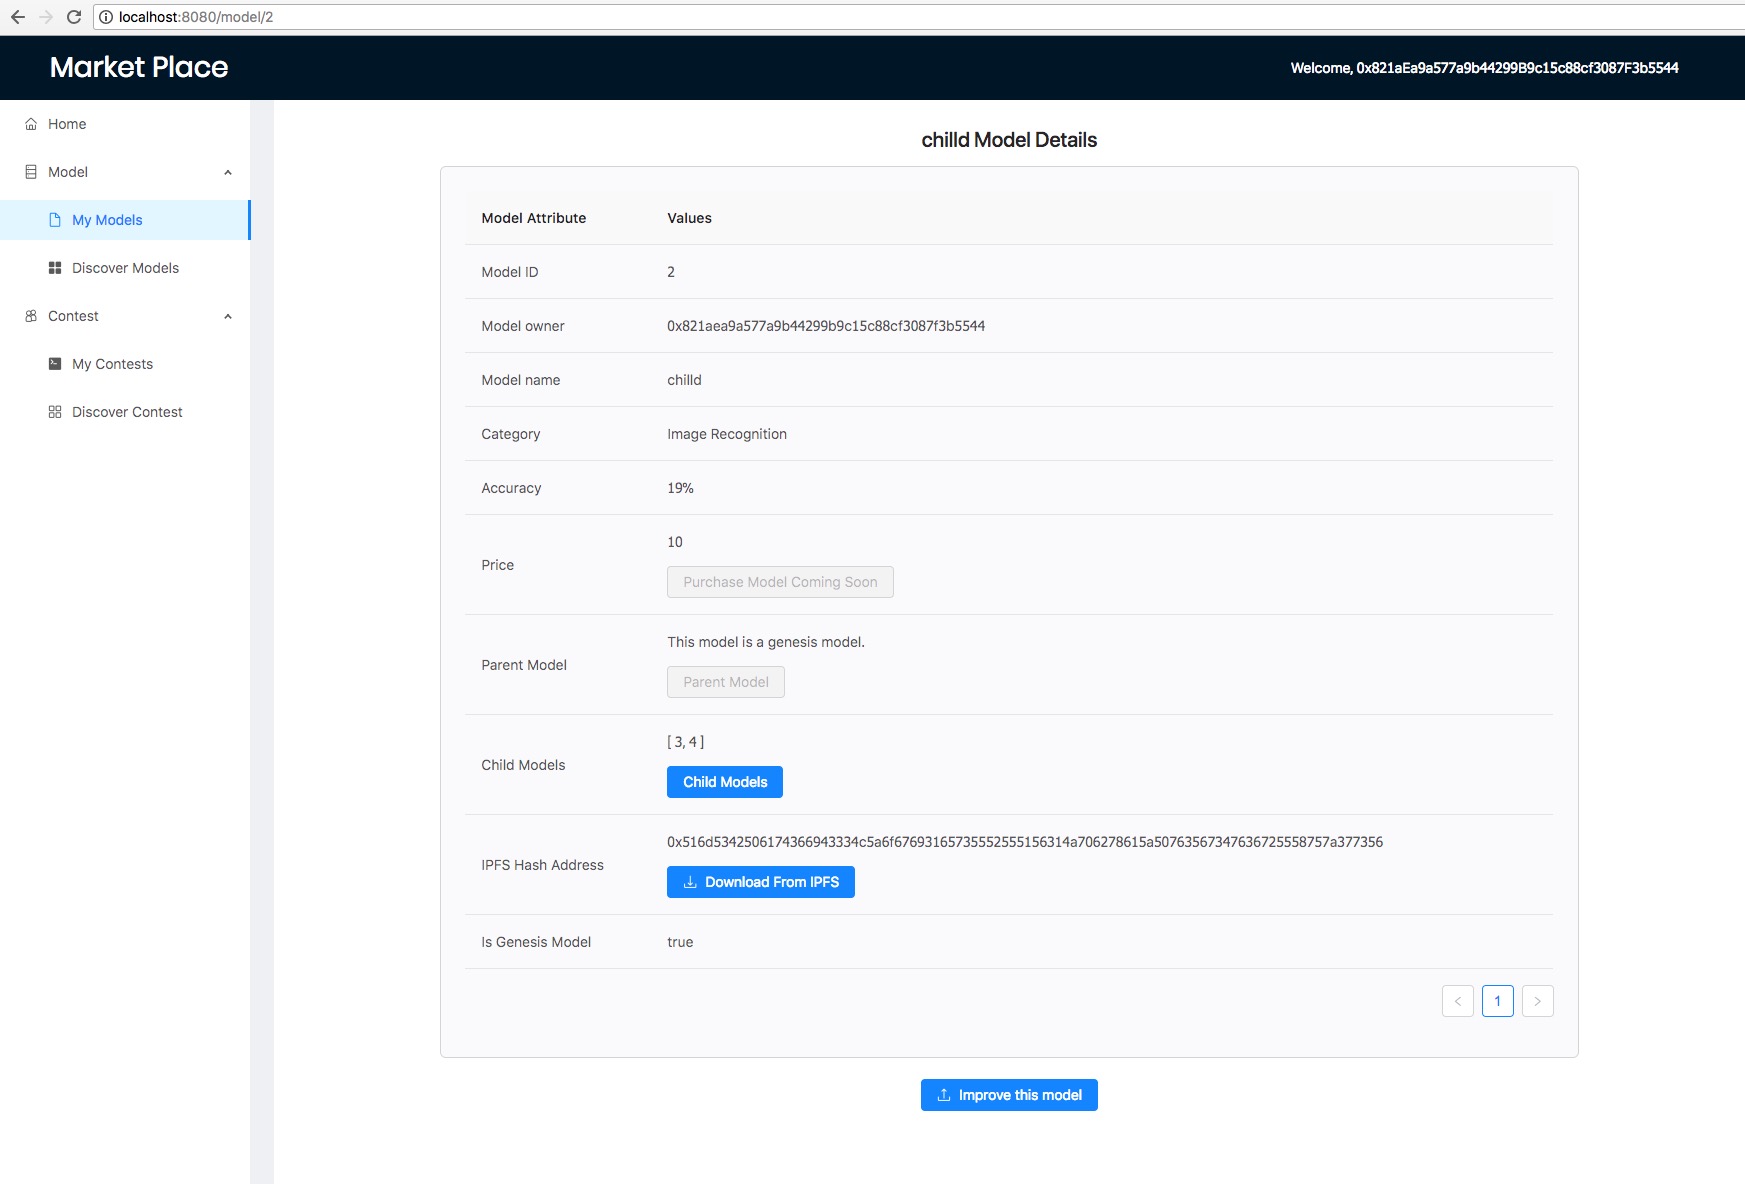 localhost:8080/model/2
Market Place
Welcome, 0x821aEa9a577a9b44299B9c15c88cf3087F3b5544
Home
Model
My Models
Discover Models
Contest
My Contests
Discover Contest
chilld Model Details
Model Attribute Values
Model ID 2
Model owner 0x821aea9a577a9b44299b9c15c88cf3087f3b5544
Model name chilld
Category Image Recognition
Accuracy 19%
Price 10
Purchase Model Coming Soon
Parent Model This model is a genesis model.
Parent Model
Child Models [ 3, 4 ]
Child Models
IPFS Hash Address 0x516d5342506174366943334c5a6f67693165735552555156314a706278615a50763567347636725558757a377356
Download From IPFS
Is Genesis Model true
< 1 >
Improve this model